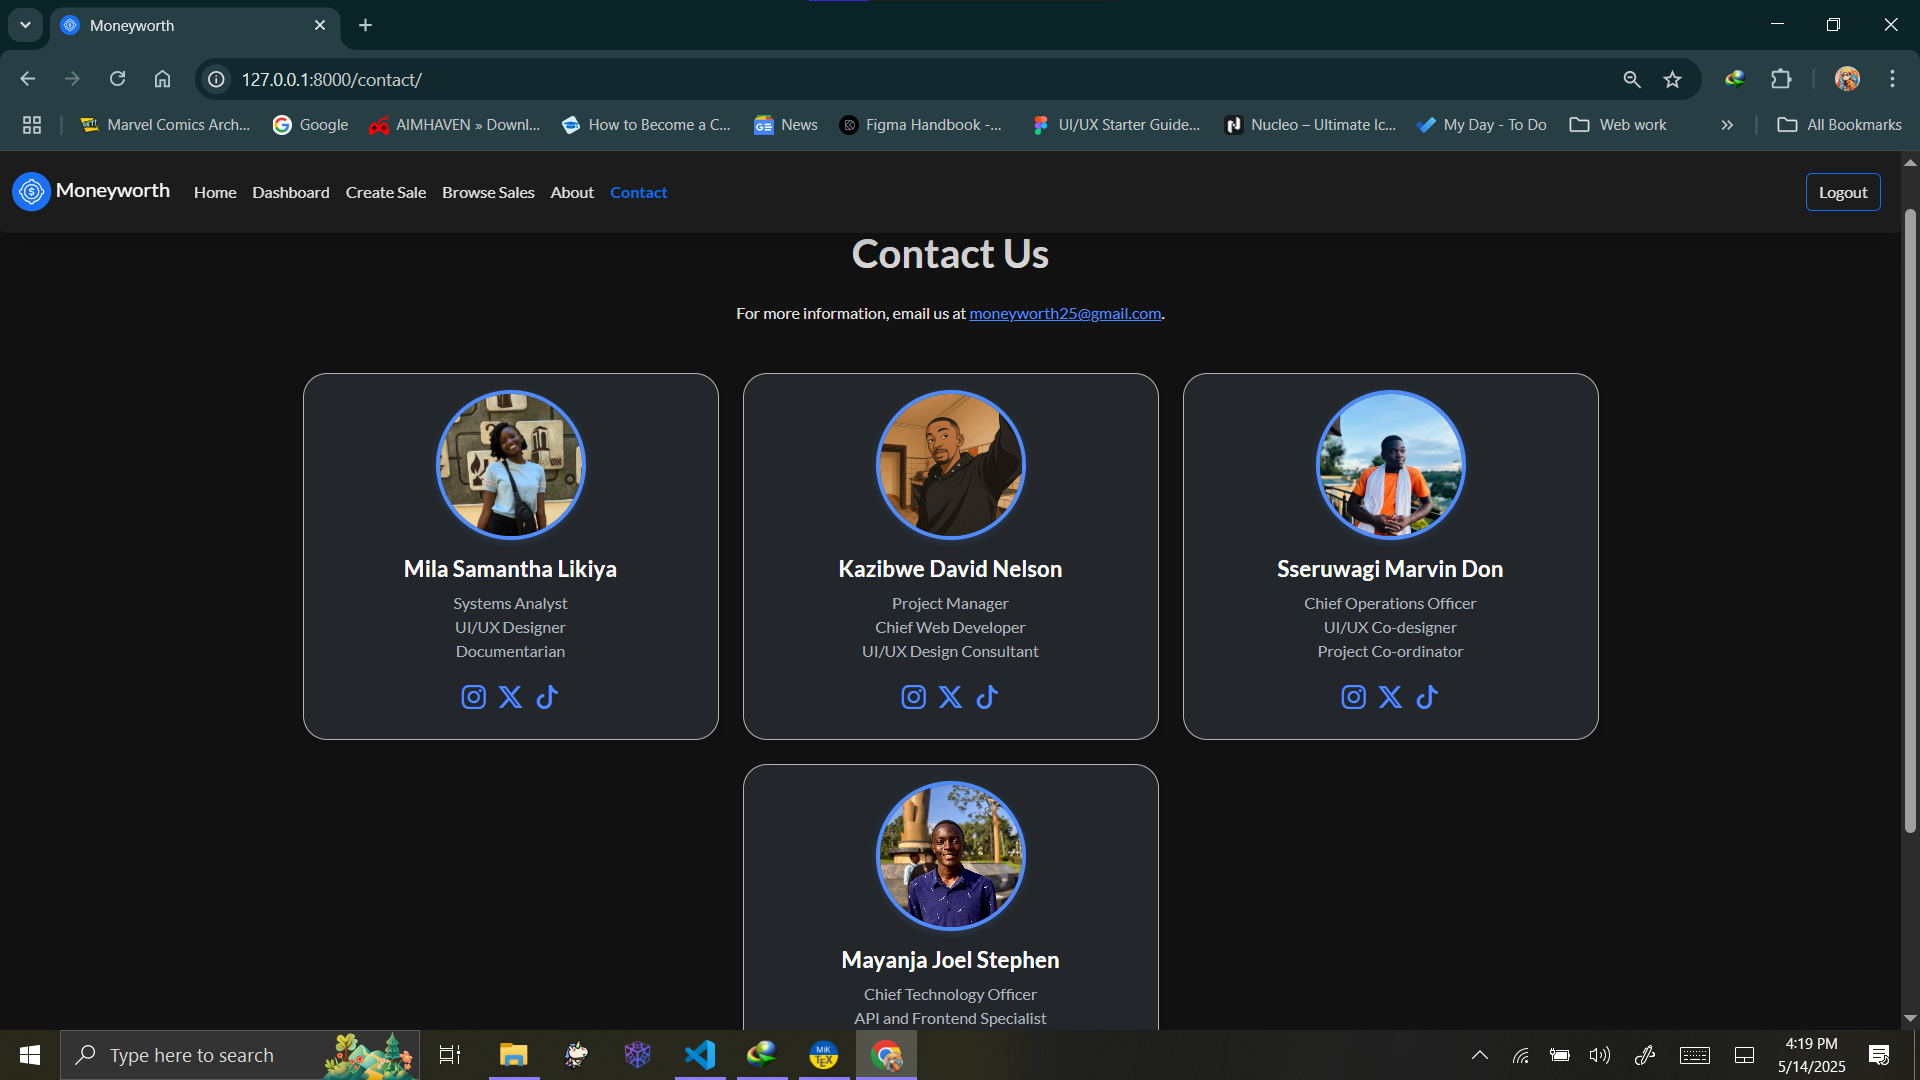 Moneyworth
127.0.0.1:8000/contact/
Marvel Comics Arch...
Google
AIMHAVEN » Downl...
How to Become a C...
News
Figma Handbook -...
UI/UX Starter Guide...
Nucleo – Ultimate Ic...
My Day - To Do
Web work
All Bookmarks
Moneyworth
Home
Dashboard
Create Sale
Browse Sales
About
Contact
Logout
Contact Us
For more information, email us at moneyworth25@gmail.com.
Mila Samantha Likiya
Systems Analyst
UI/UX Designer
Documentarian
Kazibwe David Nelson
Project Manager
Chief Web Developer
UI/UX Design Consultant
Sseruwagi Marvin Don
Chief Operations Officer
UI/UX Co-designer
Project Co-ordinator
Mayanja Joel Stephen
Chief Technology Officer
API and Frontend Specialist
Type here to search
MiK
TEX
4:19 PM
5/14/2025